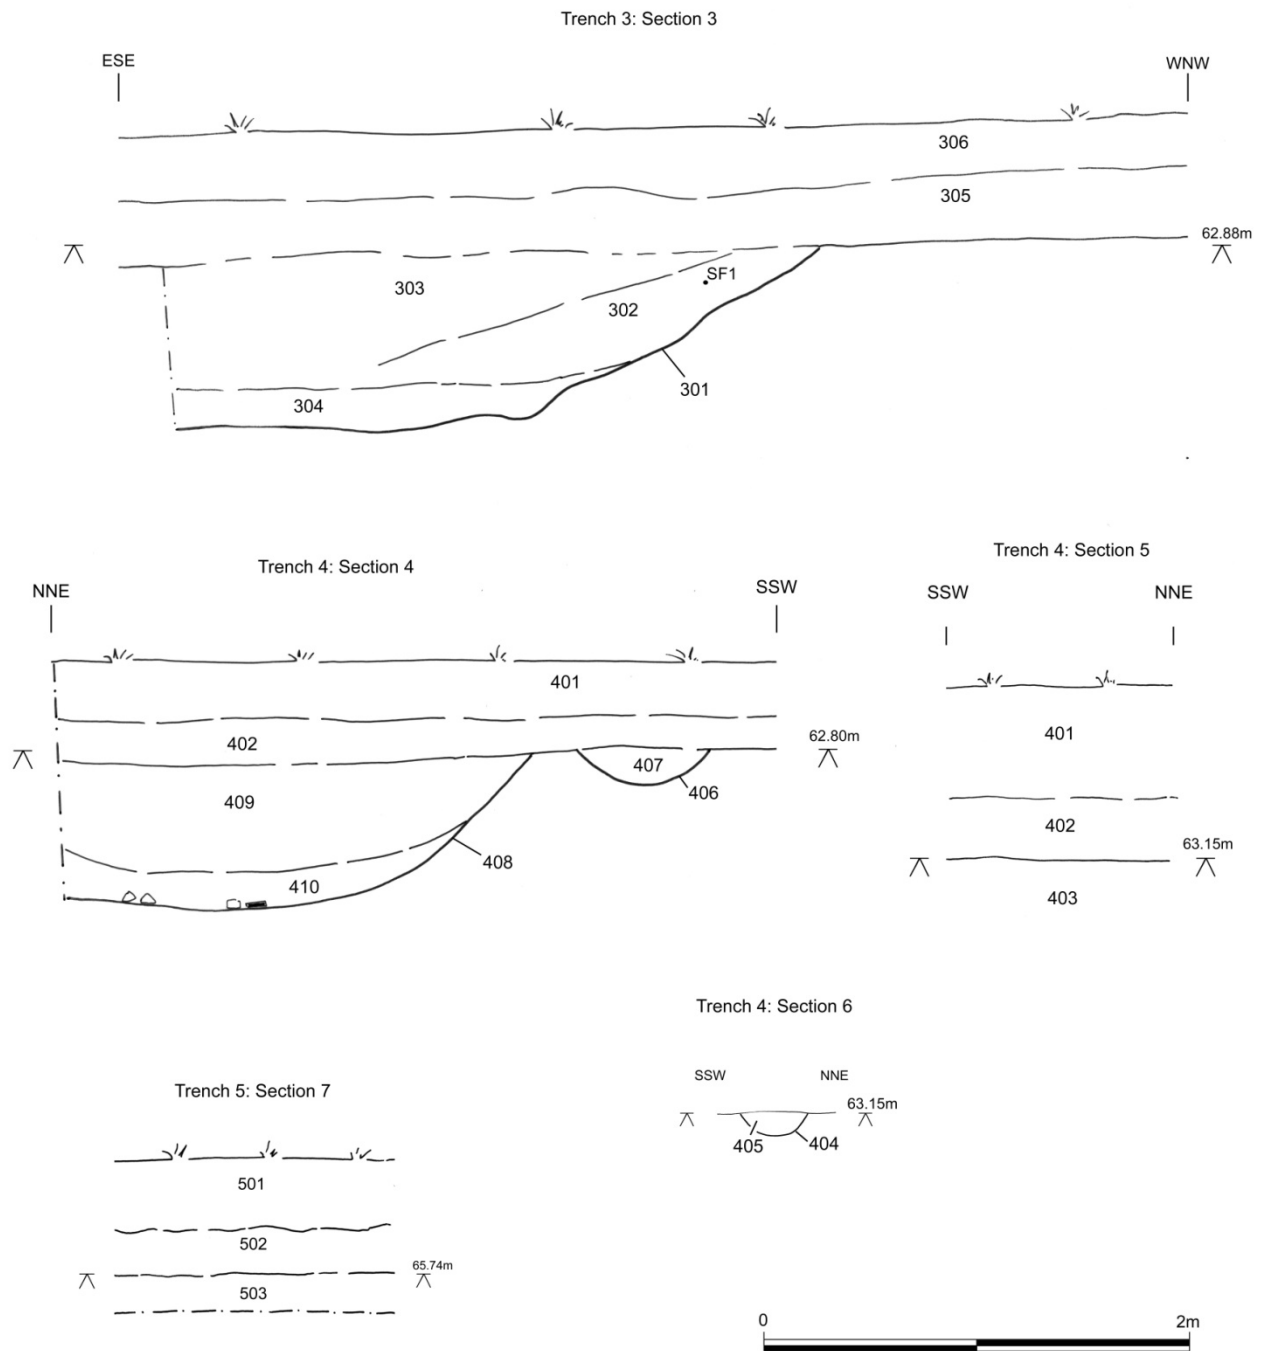 Trench 3: Section 3
ESE
WNW
306
305
62.88m
303
SF1
302
301
304
Trench 4: Section 4
NNE
SSW
401
402
62.80m
407
406
409
408
410
Trench 4: Section 5
SSW
NNE
401
402
63.15m
403
Trench 4: Section 6
SSW
NNE
63.15m
405
404
Trench 5: Section 7
501
502
65.74m
503
0
2m